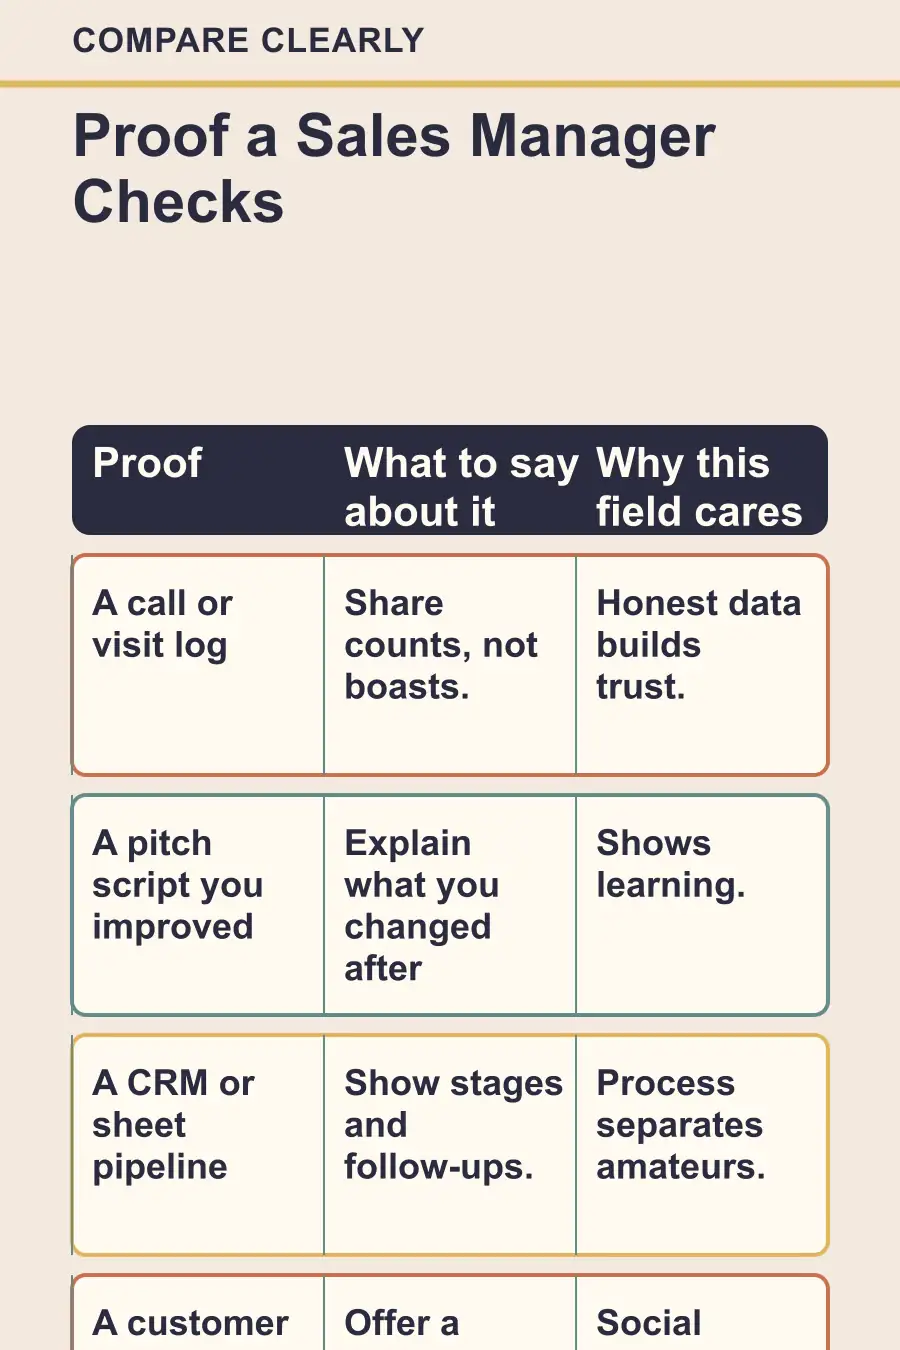 COMPARE CLEARLY
Proof a Sales Manager
Checks
Proof
What to say
about it
Why this
field cares
A call or
visit log
Share
counts, not
boasts.
Honest data
builds
trust.
A pitch
script you
improved
Explain
what you
changed
after
Shows
learning.
A CRM or
sheet
pipeline
Show stages
and
follow-ups.
Process
separates
amateurs.
A customer
Offer a
Social